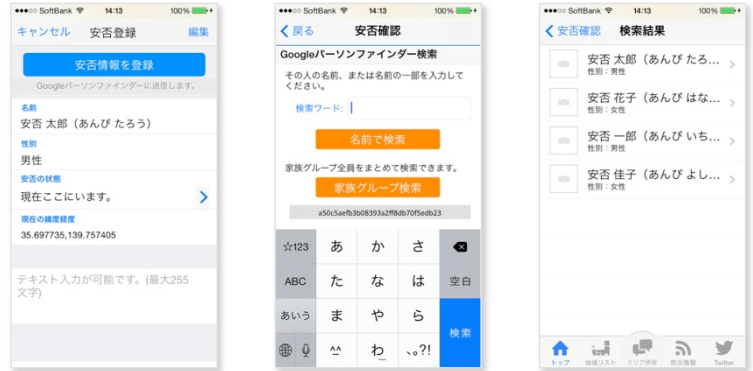 ●●●○○ SoftBank 14:13 100%
キャンセル 安否登録 編集
安否情報を登録
Googleパーソンファインダーに送信します。
名前
安否 太郎（あんぴ たろう）
性別
男性
安否の状態
現在ここにいます。
現在の緯度経度
35.697735,139.757405
テキスト入力が可能です。(最大255
文字)
●●●○○ SoftBank 14:13 100%
戻る 安否確認
Googleパーソンファインダー検索
その人の名前、または名前の一部を入力して
ください。
検索ワード:
名前で検索
家族グループ全員をまとめて検索できます。
家族グループ検索
a50c5aefb3b08393a2ff8db70f5edb23
☆123 あ か さ
ABC た な は 空白
あいう ま や ら
検索
^^ わ 、。?!
●●●○○ SoftBank 14:13 100%
安否確認 検索結果
安否 太郎（あんぴ たろ...
性別：男性
安否 花子（あんぴ はな...
性別：女性
安否 一郎（あんぴ いち...
性別：男性
安否 佳子（あんぴ よし...
性別：女性
トップ 地域リスト エリア情報 防災情報 Twitter